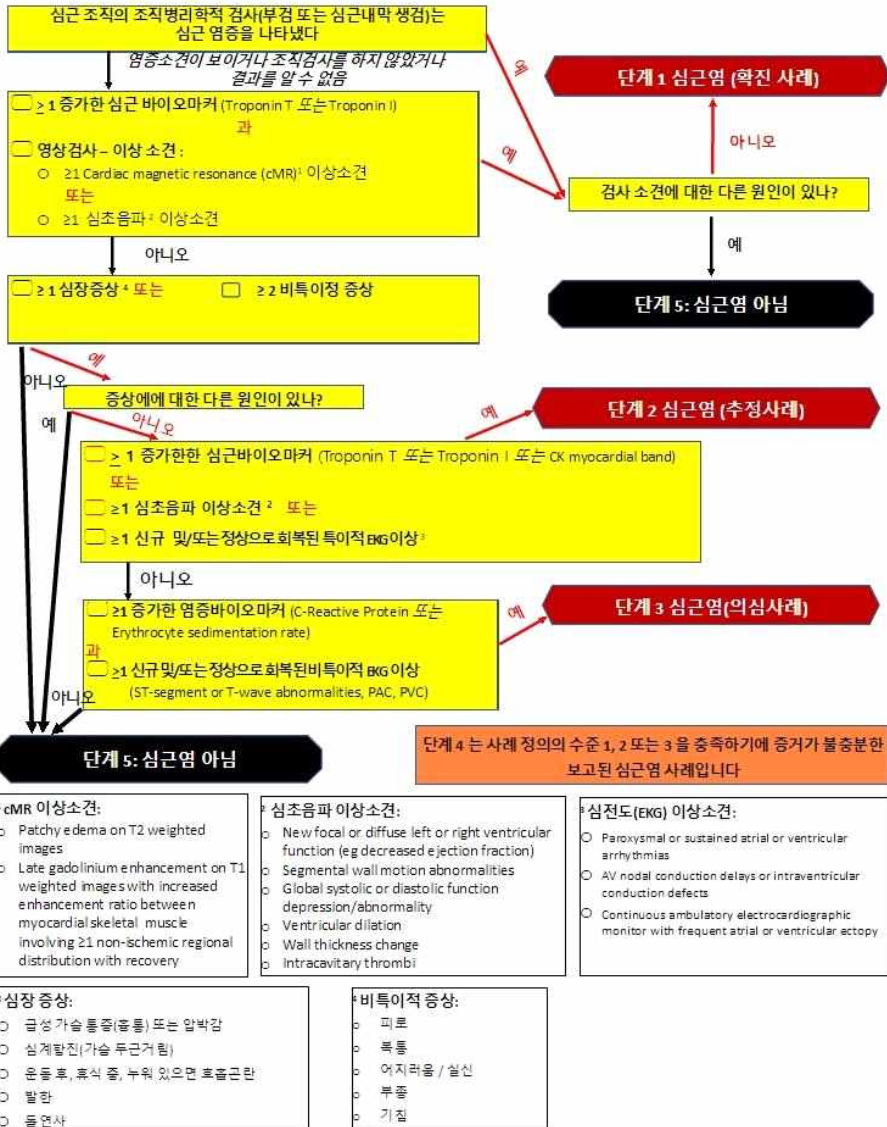 심근 조직의 조직병리학적 검사(부검 또는 심근내막 생검)는
심근 염증을 나타냈다
염증소견이 보이거나 조직검사를 하지 않았거나
결과를 알 수 없음
예
단계 1 심근염 (확진 사례)
≥ 1 증가한 심근 바이오마커 (Troponin T 또는 Troponin I)
과
영상검사 – 이상 소견 :
≥1 Cardiac magnetic resonance (cMR)¹ 이상소견
또는
≥1 심초음파 ² 이상소견
예
아니오
검사 소견에 대한 다른 원인이 있나?
예
단계 5: 심근염 아님
아니오
≥ 1 심장증상 ⁴ 또는
≥ 2 비특이정 증상
예
아니오
증상에에 대한 다른 원인이 있나?
예
아니오
예
단계 2 심근염 (추정사례)
≥ 1 증가한한 심근바이오마커 (Troponin T 또는 Troponin I 또는 CK myocardial band)
또는
≥1 심초음파 이상소견 ² 또는
≥1 신규 및/또는 정상으로 회복된 특이적 EKG 이상 ³
아니오
≥1 증가한 염증바이오마커 (C-Reactive Protein 또는
Erythrocyte sedimentation rate)
과
≥1 신규및/또는 정상으로 회복된 비특이적 EKG 이상
(ST-segment or T-wave abnormalities, PAC, PVC)
예
단계 3 심근염(의심사례)
아니오
단계 5: 심근염 아님
단계 4 는 사례 정의의 수준 1, 2 또는 3 을 충족하기에 증거가 불충분한
보고된 심근염 사례입니다
cMR 이상소견:
Patchy edema on T2 weighted
images
Late gadolinium enhancement on T1
weighted images with increased
enhancement ratio between
myocardial skeletal muscle
involving ≥1 non-ischemic regional
distribution with recovery
² 심초음파 이상소견:
New focal or diffuse left or right ventricular
function (eg decreased ejection fraction)
Segmental wall motion abnormalities
Global systolic or diastolic function
depression/abnormality
Ventricular dilation
Wall thickness change
Intracavitary thrombi
³ 심전도(EKG) 이상소견:
Paroxysmal or sustained atrial or ventricular
arrhythmias
AV nodal conduction delays or intraventricular
conduction defects
Continuous ambulatory electrocardiographic
monitor with frequent atrial or ventricular ectopy
심장 증상:
급성 가슴 통증(흉통) 또는 압박감
심계항진(가슴 두근거림)
운동 후, 휴식 중, 누워 있으면 호흡곤란
발한
돌연사
⁴ 비특이적 증상:
피로
복통
어지러움 / 실신
부종
기침